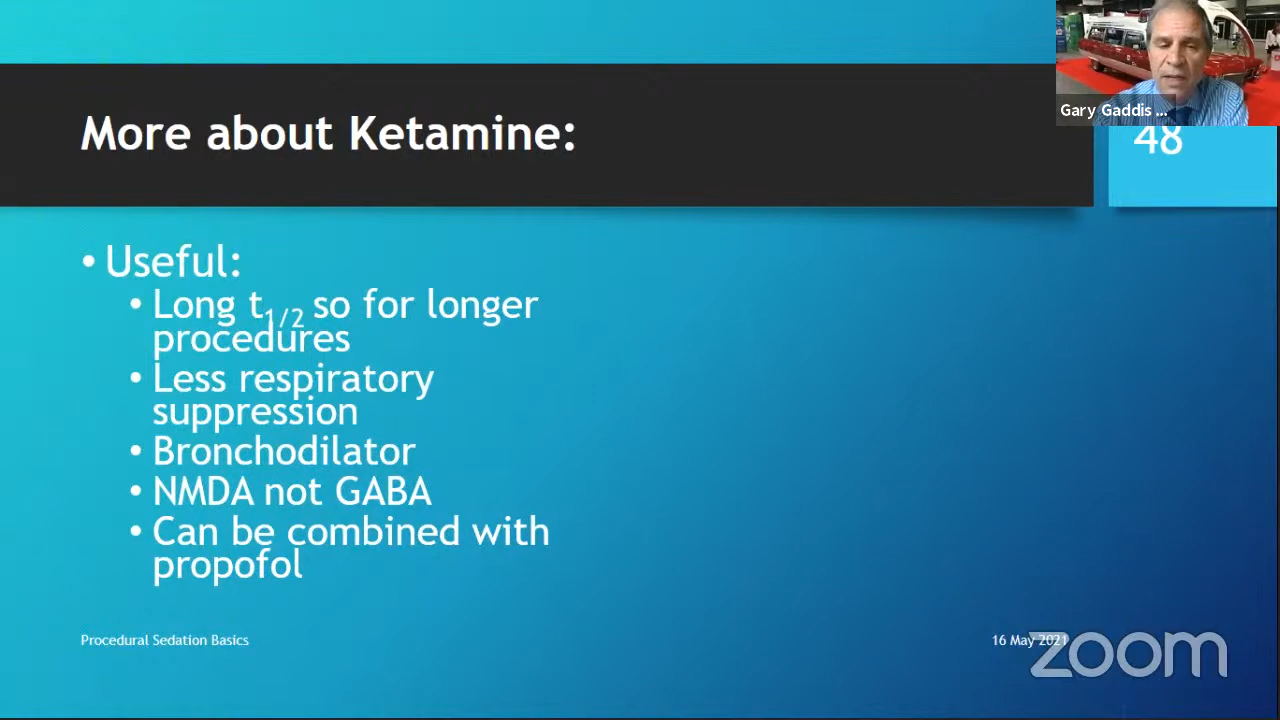 Gary Gaddis ...
More about Ketamine:
48
• Useful:
• Long t1/2 so for longer
procedures
• Less respiratory
suppression
• Bronchodilator
• NMDA not GABA
• Can be combined with
propofol
Procedural Sedation Basics
16 May 2021
zoom